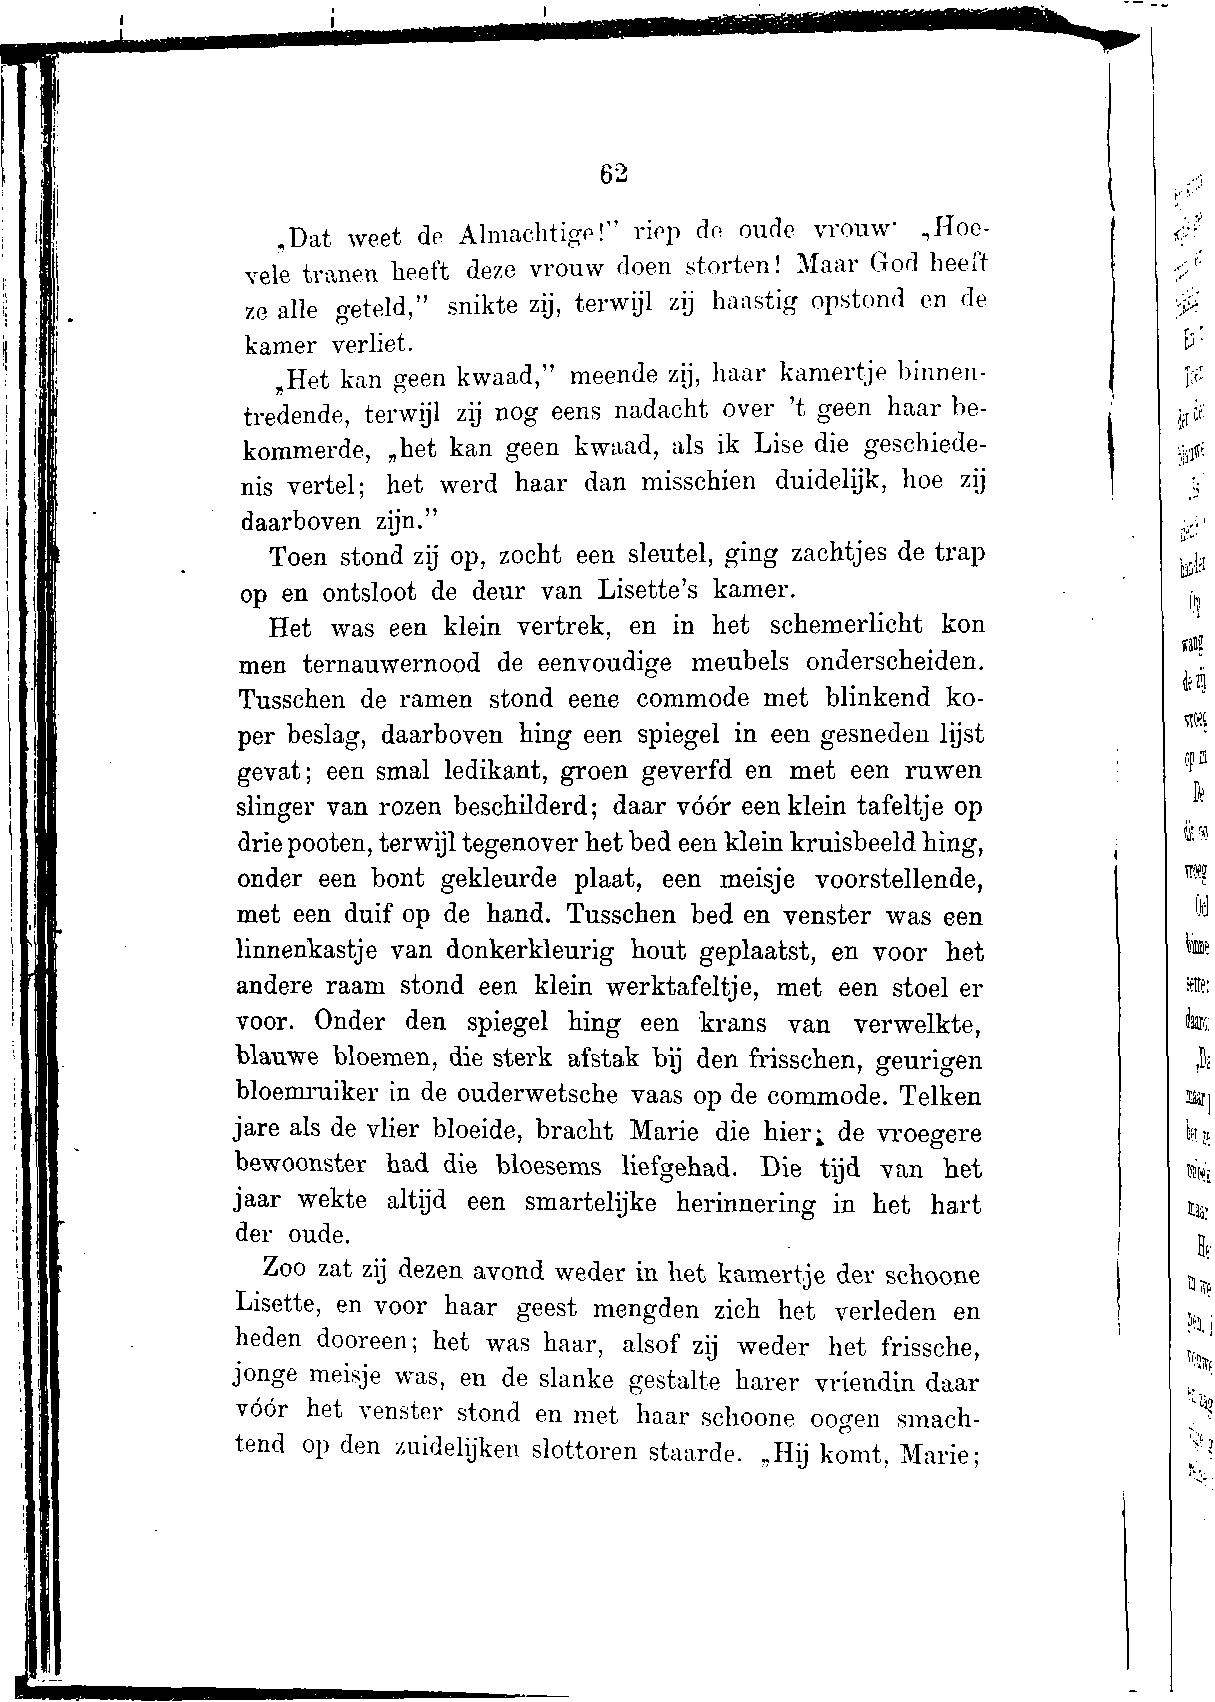 62
„Dat weet de Almachtige!” riep de oude vrouw· „Hoe-
vele tranen heeft deze vrouw doen storten! Maar God heeft
ze alle geteld,” snikte zij, terwijl zij haastig opstond en de
kamer verliet.
„Het kan geen kwaad,” meende zij, haar kamertje binnen-
tredende, terwijl zij nog eens nadacht over ’t geen haar be-
kommerde, „het kan geen kwaad, als ik Lise die geschiede-
nis vertel; het werd haar dan misschien duidelijk, hoe zij
daarboven zijn.”
Toen stond zij op, zocht een sleutel, ging zachtjes de trap
op en ontsloot de deur van Lisette’s kamer.
Het was een klein vertrek, en in het schemerlicht kon
men ternauwernood de eenvoudige meubels onderscheiden.
Tusschen de ramen stond eene commode met blinkend ko-
per beslag, daarboven hing een spiegel in een gesneden lijst
gevat; een smal ledikant, groen geverfd en met een ruwen
slinger van rozen beschilderd; daar vóór een klein tafeltje op
drie pooten, terwijl tegenover het bed een klein kruisbeeld hing,
onder een bont gekleurde plaat, een meisje voorstellende,
met een duif op de hand. Tusschen bed en venster was een
linnenkastje van donkerkleurig hout geplaatst, en voor het
andere raam stond een klein werktafeltje, met een stoel er
voor. Onder den spiegel hing een krans van verwelkte,
blauwe bloemen, die sterk afstak bij den frisschen, geurigen
bloemruiker in de ouderwetsche vaas op de commode. Telken
jare als de vlier bloeide, bracht Marie die hier; de vroegere
bewoonster had die bloesems liefgehad. Die tijd van het
jaar wekte altijd een smartelijke herinnering in het hart
der oude.
Zoo zat zij dezen avond weder in het kamertje der schoone
Lisette, en voor haar geest mengden zich het verleden en
heden dooreen; het was haar, alsof zij weder het frissche,
jonge meisje was, en de slanke gestalte harer vriendin daar
vóór het venster stond en met haar schoone oogen smach-
tend op den zuidelijken slottoren staarde. „Hij komt, Marie;